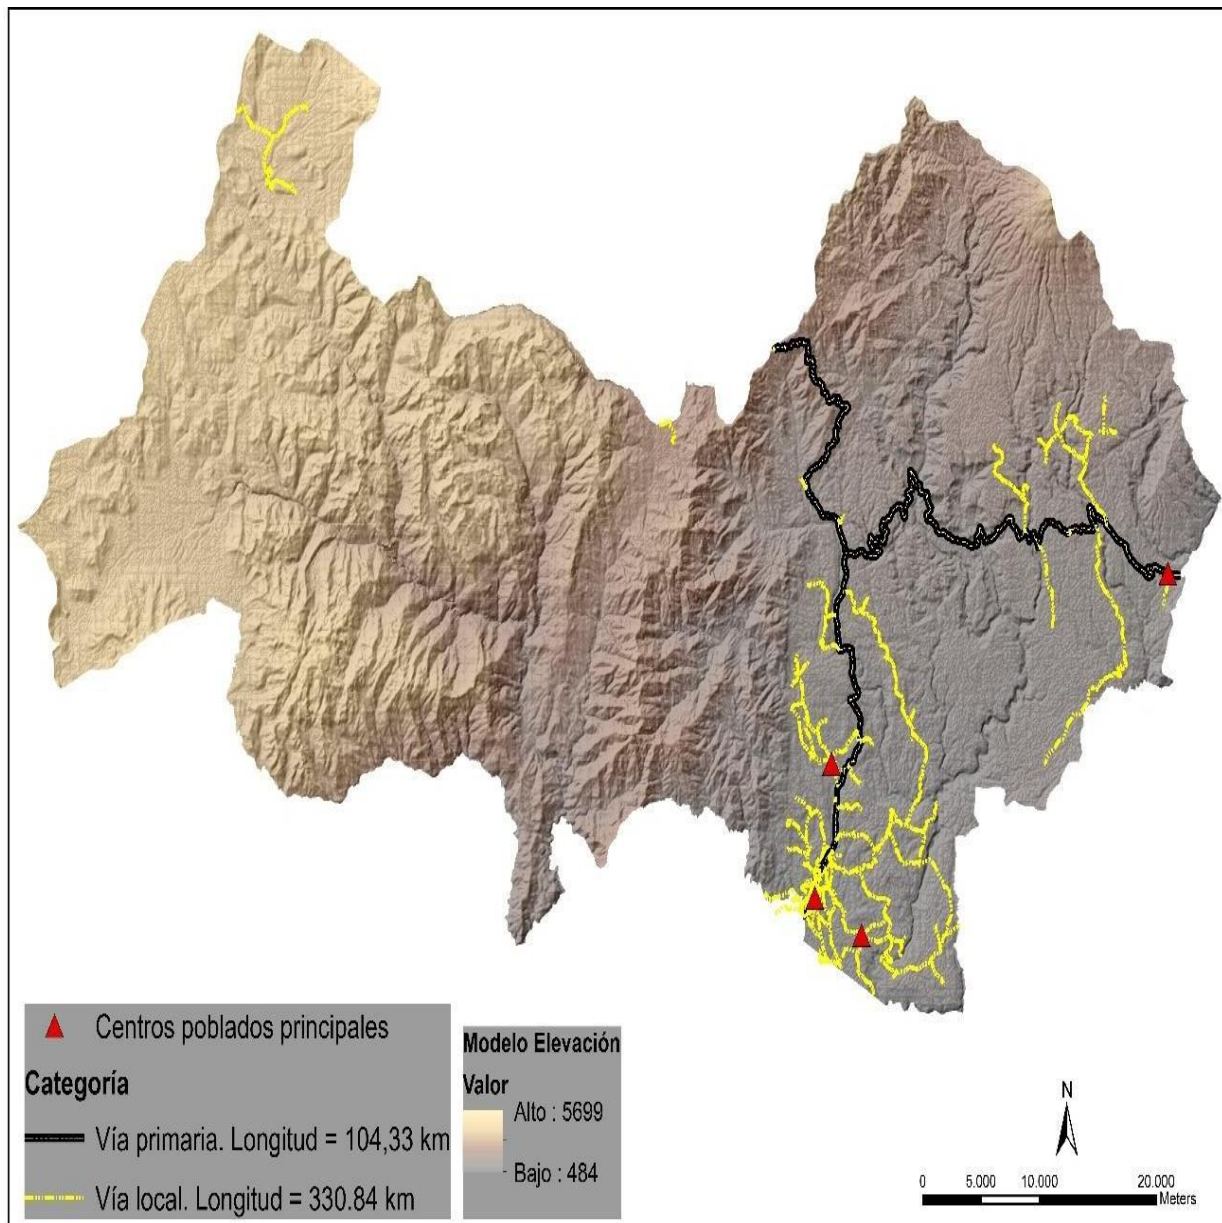 Centros poblados principales
Categoría
Vía primaria. Longitud = 104,33 km
Vía local. Longitud = 330.84 km
Modelo Elevación
Valor
Alto : 5699
Bajo : 484
N
0 5.000 10.000 20.000
Meters